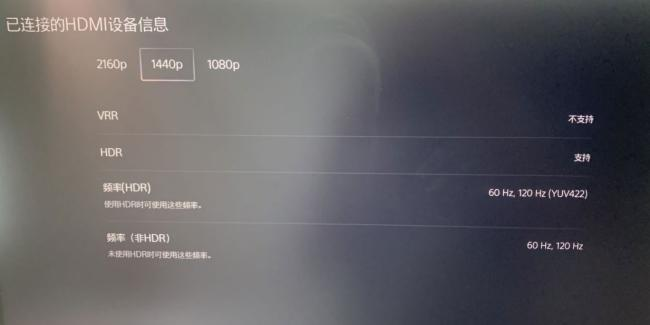 已连接的HDMI设备信息
2160p 1440p 1080p
VRR 不支持
HDR 支持
频率(HDR) 60 Hz, 120 Hz (YUV422)
使用HDR时可使用这些频率。
频率（非HDR） 60 Hz, 120 Hz
未使用HDR时可使用这些频率。